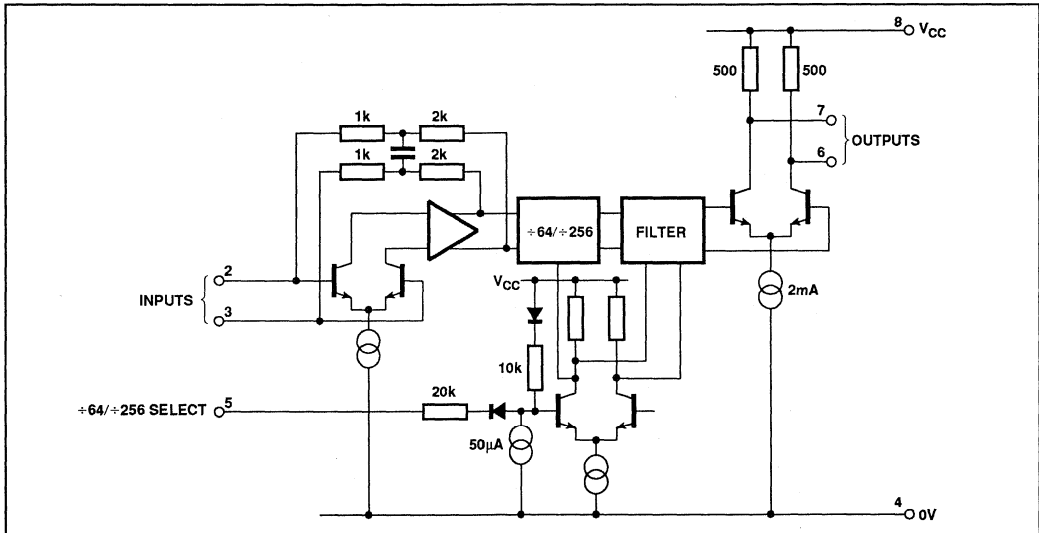 8 VCC
500 500
7
OUTPUTS
6
1k 2k
1k 2k
÷64/÷256 FILTER
2
INPUTS
3
VCC
2mA
10k
÷64/÷256 SELECT 5 20k
50µA
4 0V